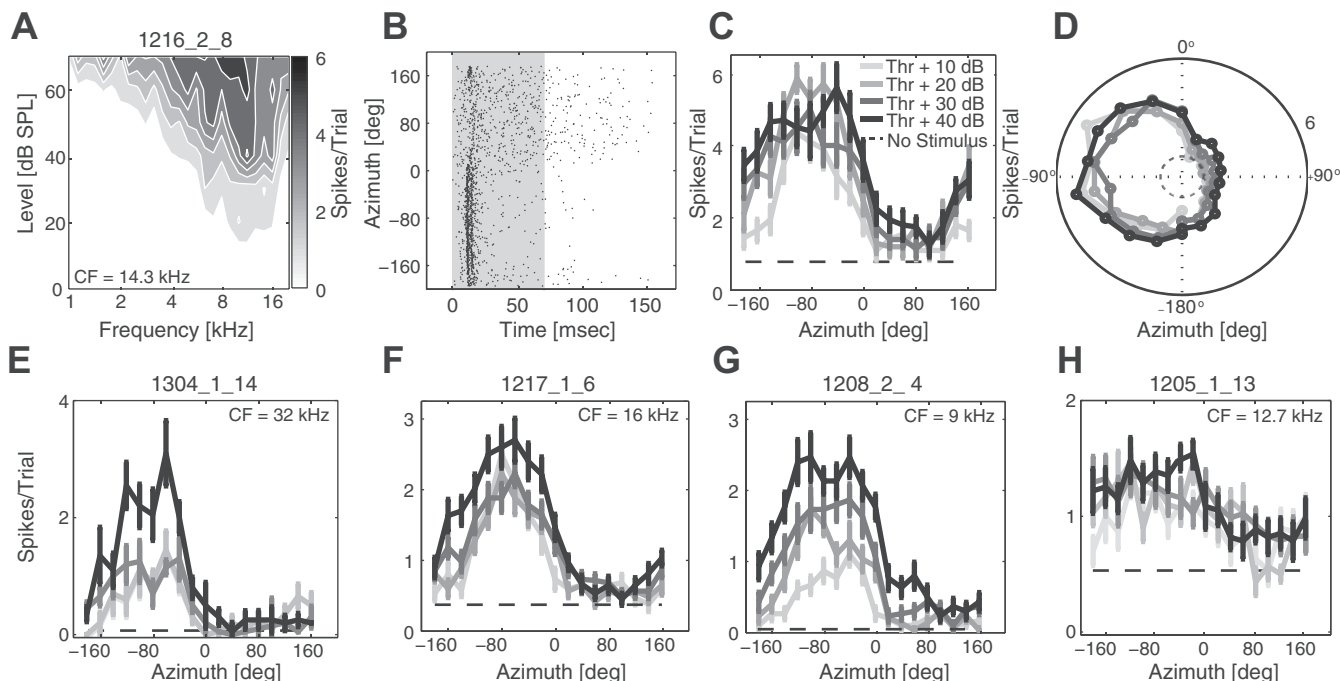 A
1216_2_8
Level [dB SPL]
60
40
20
0
CF = 14.3 kHz
1
2
4
8
16
Frequency [kHz]
6
4
2
0
Spikes/Trial
B
Azimuth [deg]
160
80
0
−80
−160
0
50
100
150
Time [msec]
C
Spikes/Trial
6
4
2
0
Thr + 10 dB
Thr + 20 dB
Thr + 30 dB
Thr + 40 dB
No Stimulus
−160
−80
0
80
160
Azimuth [deg]
D
Spikes/Trial
0°
6
-90°
+90°
-180°
Azimuth [deg]
E
1304_1_14
CF = 32 kHz
Spikes/Trial
4
2
0
−160
−80
0
80
160
Azimuth [deg]
F
1217_1_6
CF = 16 kHz
3
2
1
0
−160
−80
0
80
160
Azimuth [deg]
G
1208_2_ 4
CF = 9 kHz
3
2
1
0
−160
−80
0
80
160
Azimuth [deg]
H
1205_1_13
CF = 12.7 kHz
2
1
0
−160
−80
0
80
160
Azimuth [deg]